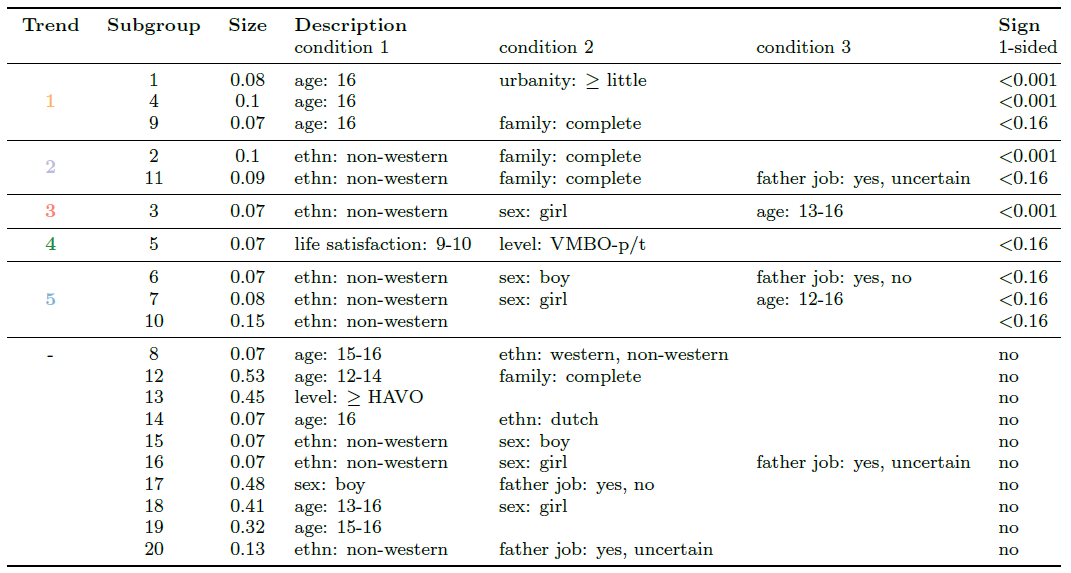 Trend Subgroup Size Description Sign
condition 1 condition 2 condition 3 1-sided
1 0.08 age: 16 urbanity: ≥ little <0.001
1 4 0.1 age: 16 <0.001
9 0.07 age: 16 family: complete <0.16
2 0.1 ethn: non-western family: complete <0.001
2
11 0.09 ethn: non-western family: complete father job: yes, uncertain <0.16
3 3 0.07 ethn: non-western sex: girl age: 13-16 <0.001
4 5 0.07 life satisfaction: 9-10 level: VMBO-p/t <0.16
6 0.07 ethn: non-western sex: boy father job: yes, no <0.16
5 7 0.08 ethn: non-western sex: girl age: 12-16 <0.16
10 0.15 ethn: non-western <0.16
- 8 0.07 age: 15-16 ethn: western, non-western no
12 0.53 age: 12-14 family: complete no
13 0.45 level: ≥ HAVO no
14 0.07 age: 16 ethn: dutch no
15 0.07 ethn: non-western sex: boy no
16 0.07 ethn: non-western sex: girl father job: yes, uncertain no
17 0.48 sex: boy father job: yes, no no
18 0.41 age: 13-16 sex: girl no
19 0.32 age: 15-16 no
20 0.13 ethn: non-western father job: yes, uncertain no